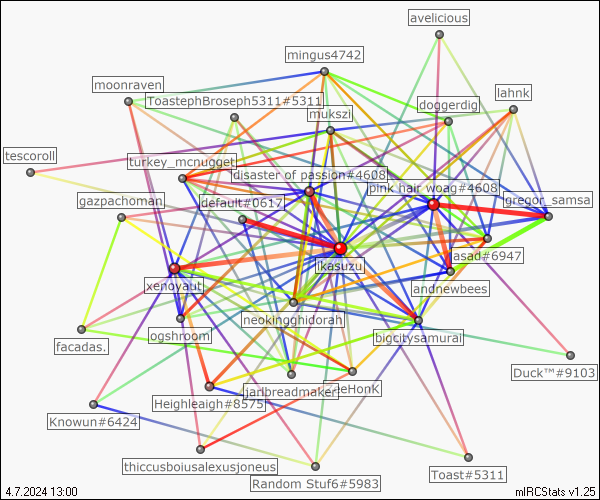 avelicious
mingus4742
moonraven
lahnk
ToastephBroseph5311#5311
doggerdig
mukszi
tescoroll
turkey_mcnugget
disaster of passion#4608
pink hair woag#4608
gazpachoman
default#0617
gregor_samsa
asad#6947
ikasuzu
xenoyaut
andnewbees
neokingghidorah
ogshroom
bigcitysamurai
facadas.
Duck™#9103
jarlbreadmaker
Heighleaigh#8575
Knowun#6424
thiccusboiusalexusjoneus
Toast#5311
Random Stuf6#5983
4.7.2024 13:00
mIRCStats v1.25